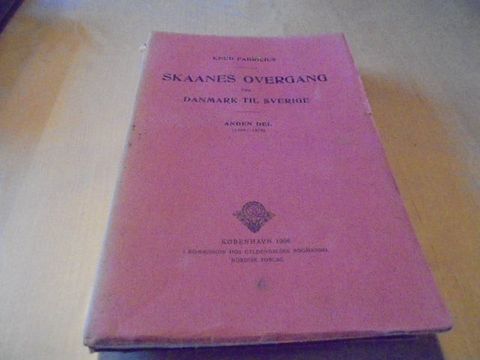 KNUD FABRICIUS
SKAANES OVERGANG
FRA
DANMARK TIL SVERIGE
ANDEN DEL
KØBENHAVN 1906
I KOMMISSION HOS GYLDENDALSKE BOGHANDEL
NORDISK FORLAG